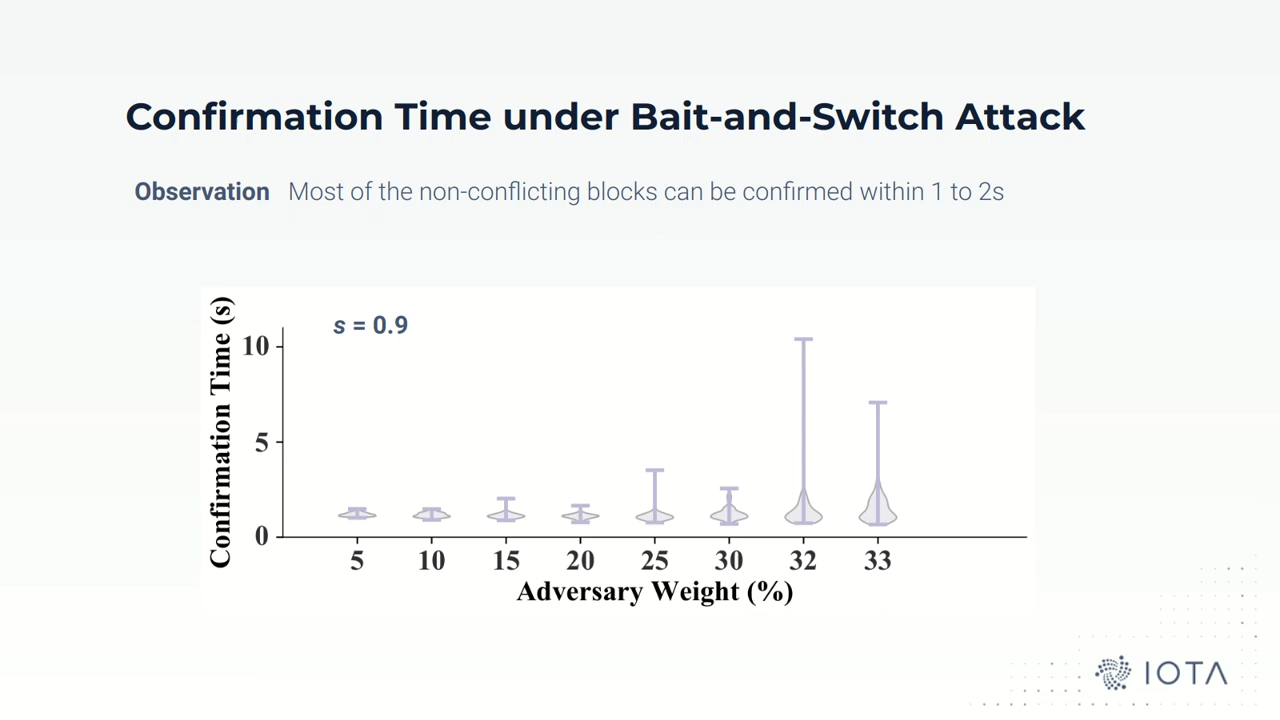 Confirmation Time under Bait-and-Switch Attack
Observation Most of the non-conflicting blocks can be confirmed within 1 to 2s
s = 0.9
Confirmation Time (s)
10
5
0
5 10 15 20 25 30 32 33
Adversary Weight (%)
IOTA